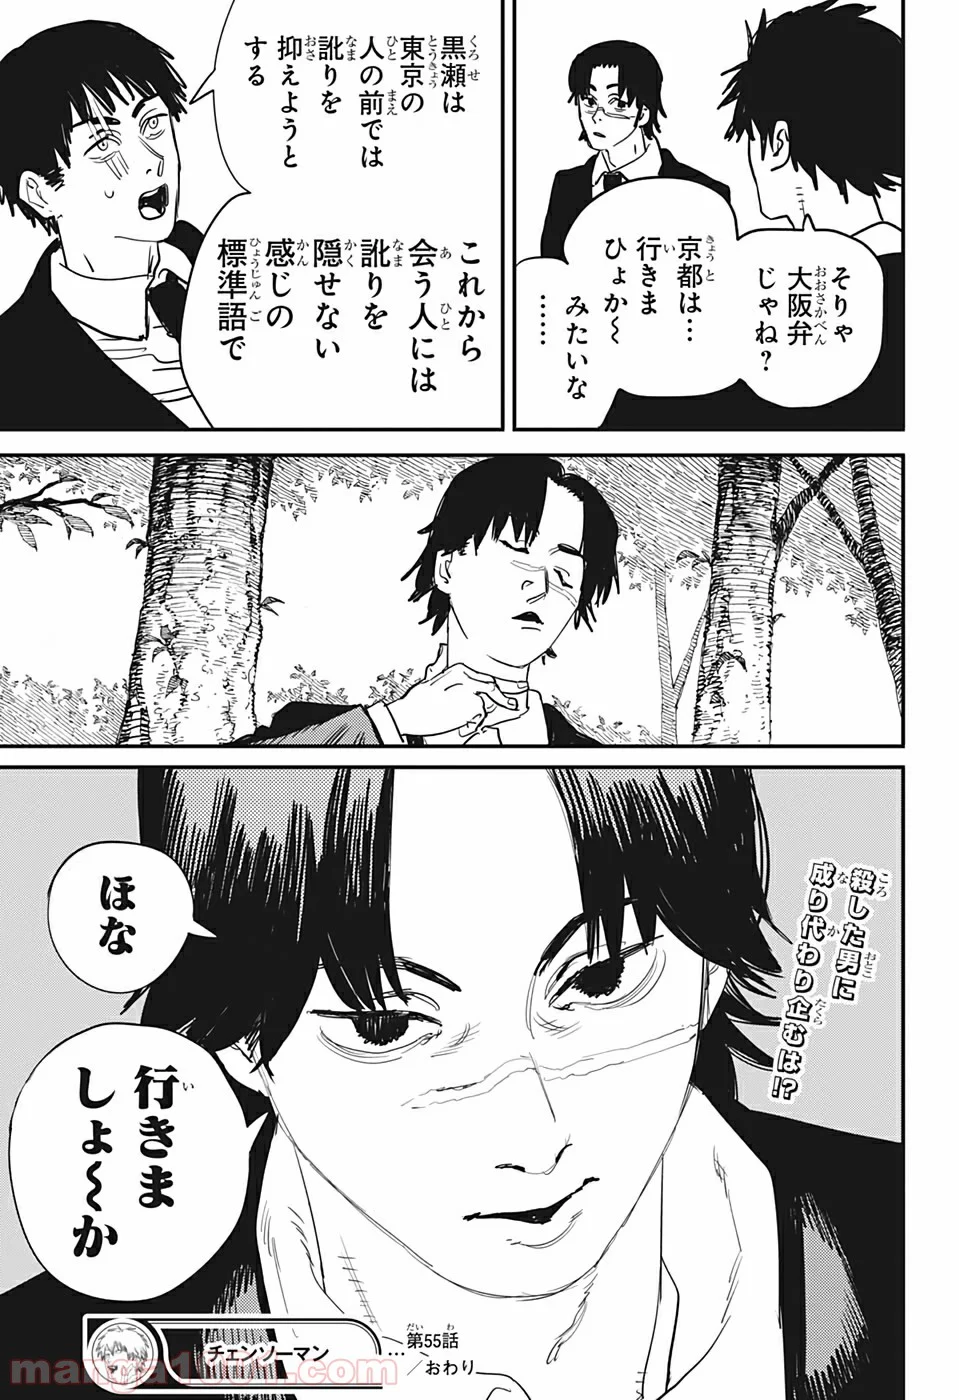 そりゃ
大阪弁
じゃね?
京都は…
行きま
ひょか～
みたいな
……
黒瀬は
東京の
人の前では
訛りを
抑えようと
する
これから
会う人には
訛りを
隠せない
感じの
標準語で
ほな
行きま
しょ～か
殺した男に
成り代わり企むは!?
チェンソーマン
…
第55話
おわり